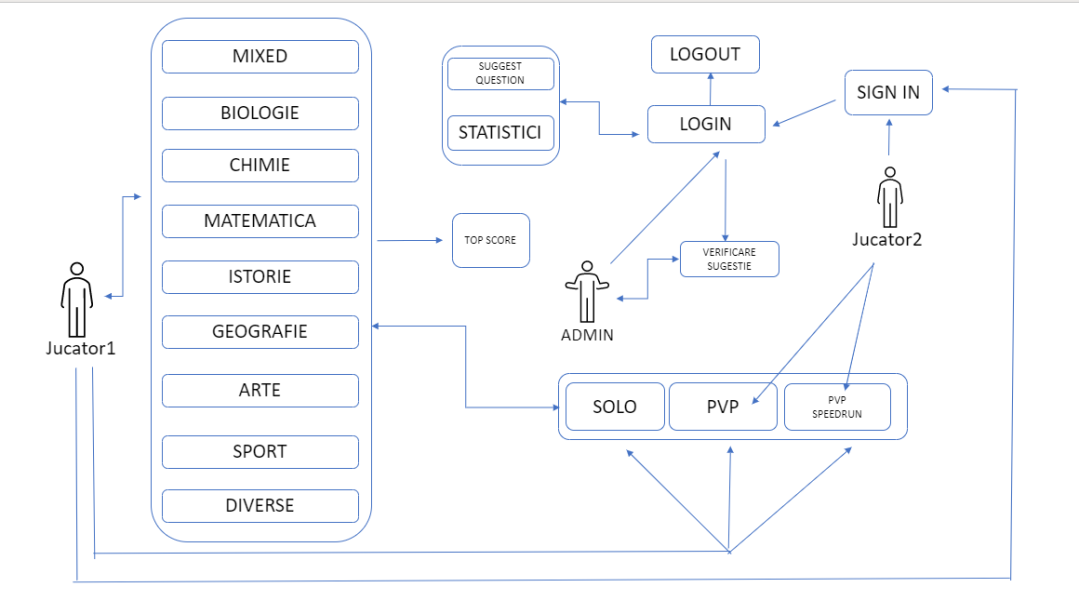 MIXED
BIOLOGIE
CHIMIE
MATEMATICA
ISTORIE
GEOGRAFIE
ARTE
SPORT
DIVERSE
Jucator1
SUGGEST
QUESTION
STATISTICI
TOP SCORE
LOGOUT
LOGIN
SIGN IN
Jucator2
VERIFICARE
SUGESTIE
ADMIN
SOLO
PVP
PVP
SPEEDRUN